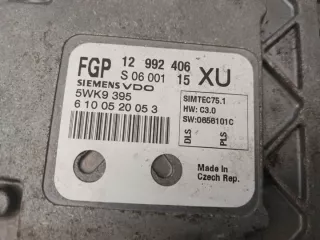 FGP 12 992 406 XU
S 06 001 15
SIEMENS VDO
5WK9 395
6 10 05 20 05 3
SIMTEC75.1
HW: C3.0
SW:0658101C
DLS
PLS
Made in
Czech Rep.